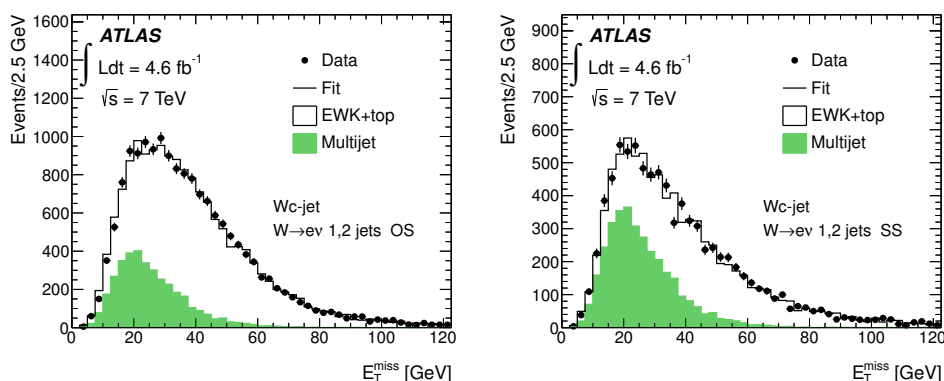 Events/2.5 GeV
1600
1400
1200
1000
800
600
400
200
0
ATLAS
∫ Ldt = 4.6 fb⁻¹
√s = 7 TeV
Data
Fit
EWK+top
Multijet
Wc-jet
W→eν 1,2 jets OS
0 20 40 60 80 100 120
E_T^miss [GeV]
Events/2.5 GeV
900
800
700
600
500
400
300
200
100
0
ATLAS
∫ Ldt = 4.6 fb⁻¹
√s = 7 TeV
Data
Fit
EWK+top
Multijet
Wc-jet
W→eν 1,2 jets SS
0 20 40 60 80 100 120
E_T^miss [GeV]